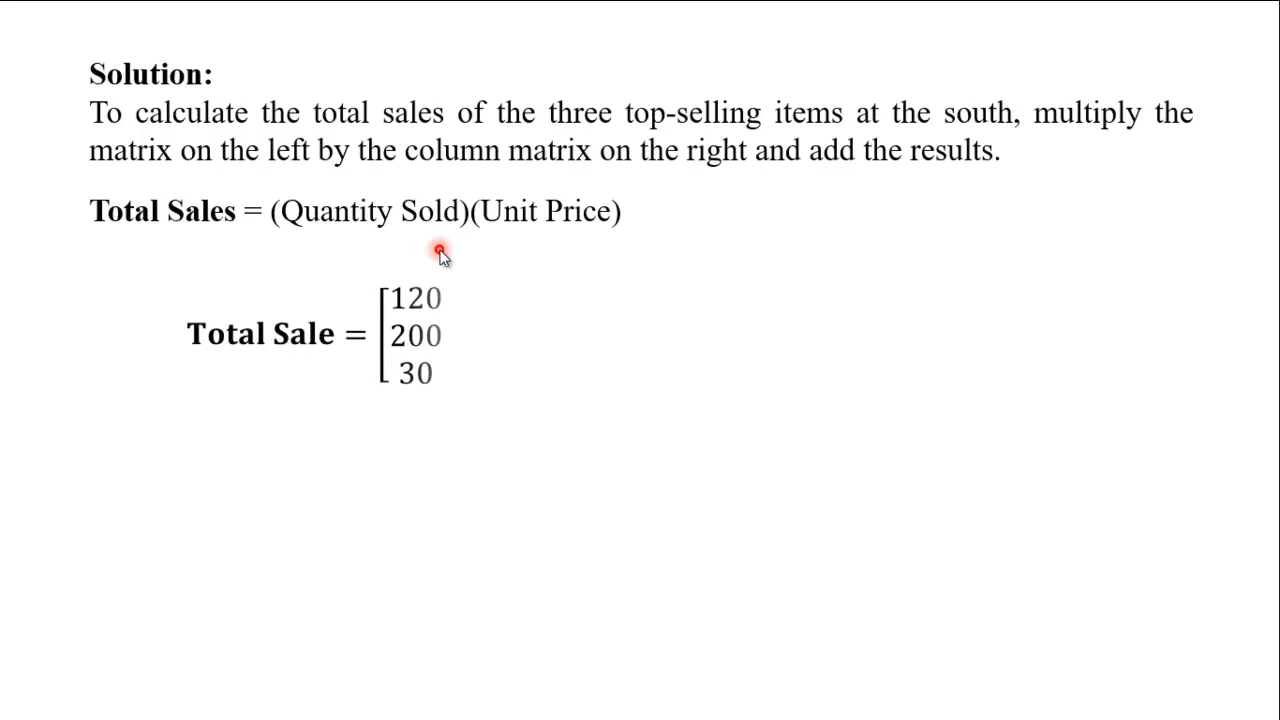 Solution:
To calculate the total sales of the three top-selling items at the south, multiply the
matrix on the left by the column matrix on the right and add the results.
Total Sales = (Quantity Sold)(Unit Price)
120
Total Sale = [200
30